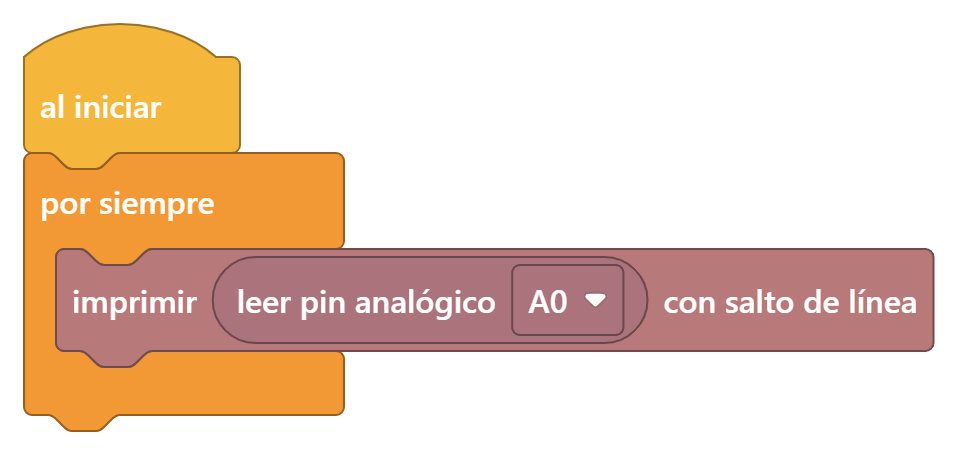 al iniciar
por siempre
imprimir leer pin analógico A0 con salto de línea